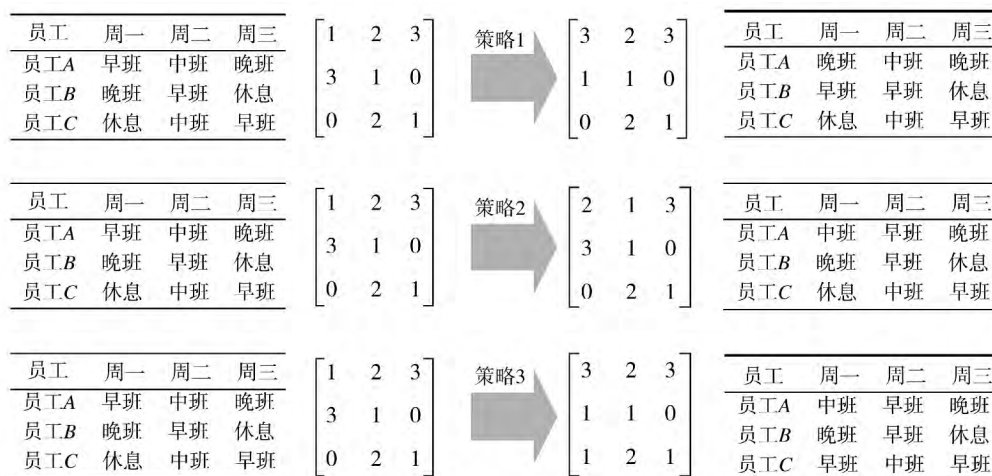 员工 周一 周二 周三
员工A 早班 中班 晚班
员工B 晚班 早班 休息
员工C 休息 中班 早班
1 2 3
3 1 0
0 2 1
策略1
3 2 3
1 1 0
0 2 1
员工 周一 周二 周三
员工A 晚班 中班 晚班
员工B 早班 早班 休息
员工C 休息 中班 早班
员工 周一 周二 周三
员工A 早班 中班 晚班
员工B 晚班 早班 休息
员工C 休息 中班 早班
1 2 3
3 1 0
0 2 1
策略2
2 1 3
3 1 0
0 2 1
员工 周一 周二 周三
员工A 中班 早班 晚班
员工B 晚班 早班 休息
员工C 休息 中班 早班
员工 周一 周二 周三
员工A 早班 中班 晚班
员工B 晚班 早班 休息
员工C 休息 中班 早班
1 2 3
3 1 0
0 2 1
策略3
3 2 3
1 1 0
1 2 1
员工 周一 周二 周三
员工A 中班 早班 晚班
员工B 晚班 早班 休息
员工C 早班 中班 早班